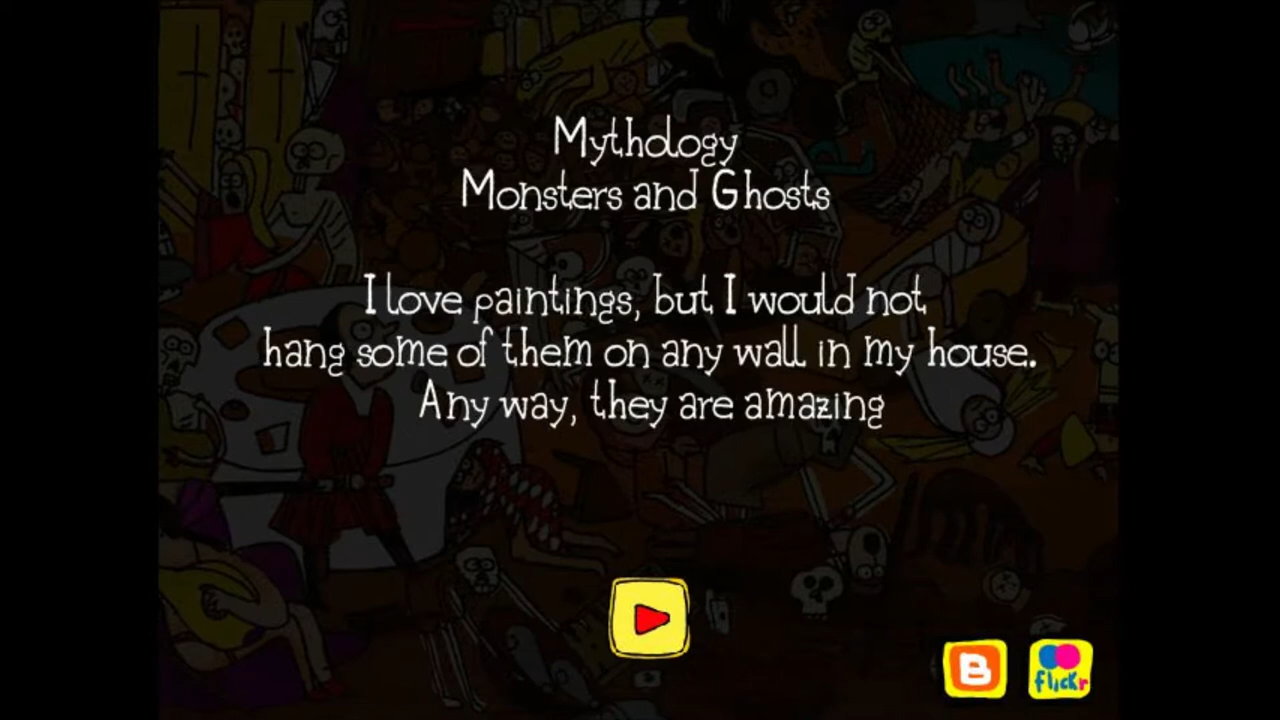 Mythology
Monsters and Ghosts
I love paintings, but I would not
hang some of them on any wall in my house.
Any way, they are amazing
B
flickr